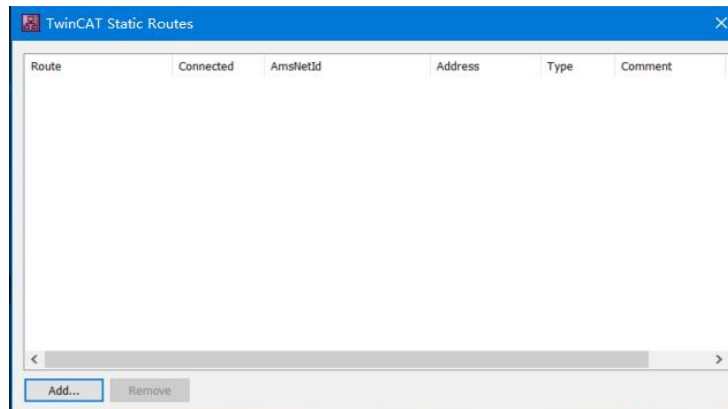 TwinCAT Static Routes
Route Connected AmsNetId Address Type Comment
Add... Remove